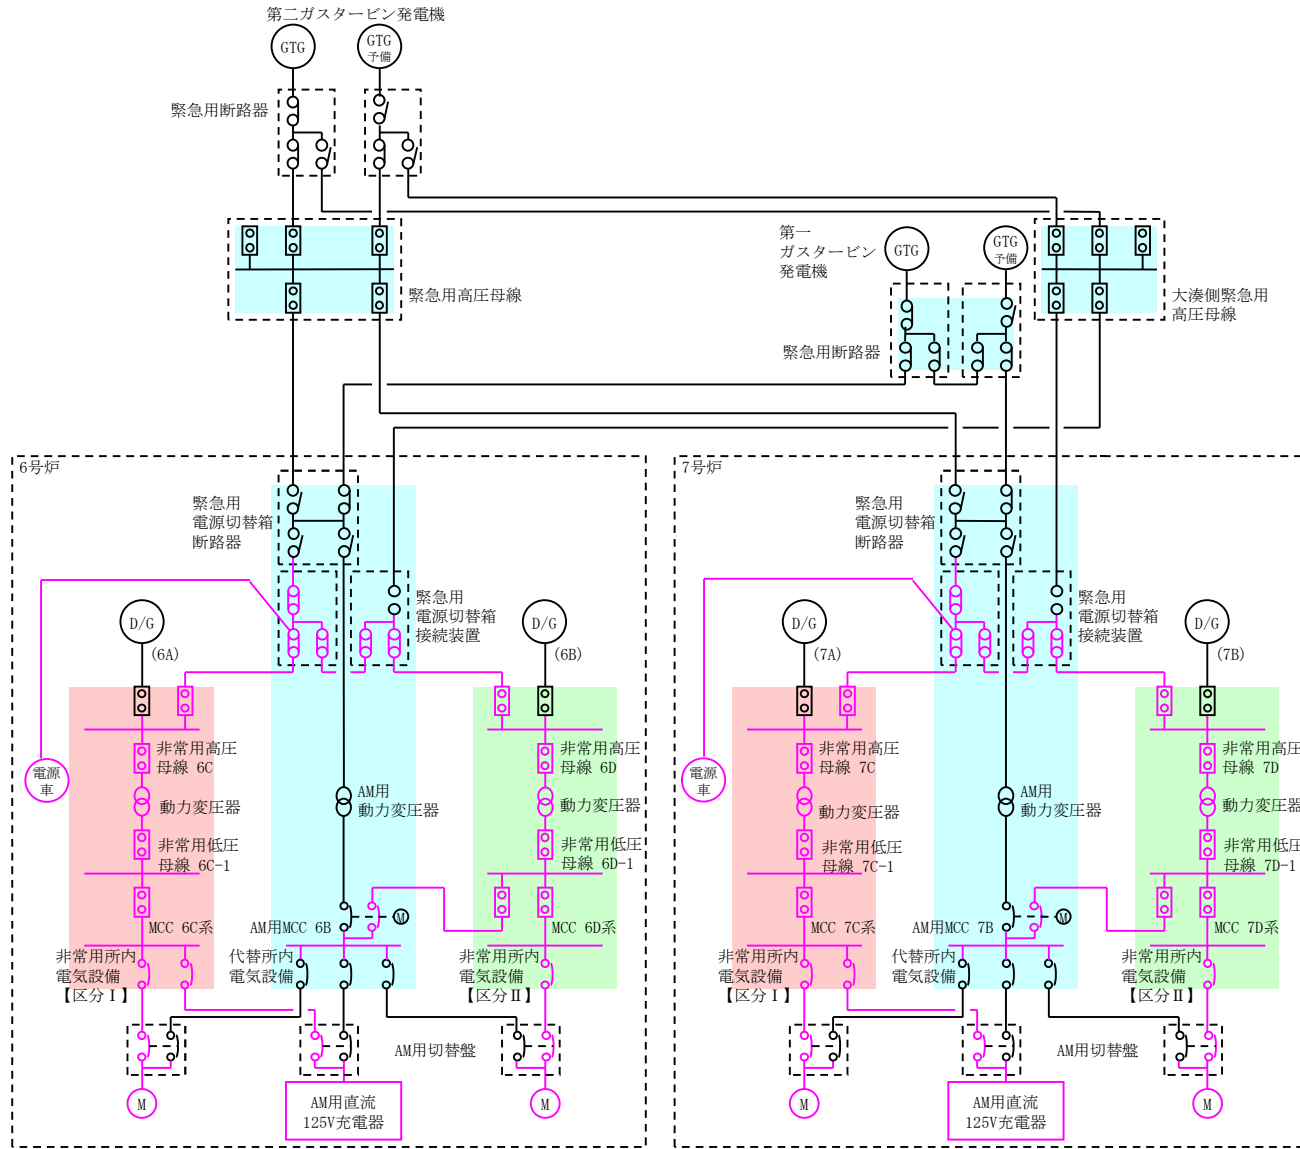 第二ガスタービン発電機
GTG
GTG
予備
緊急用断路器
緊急用高圧母線
第一
ガスタービン
発電機
GTG
GTG
予備
緊急用断路器
大湊側緊急用
高圧母線
6号炉
緊急用
電源切替箱
断路器
緊急用
電源切替箱
接続装置
D/G
(6A)
D/G
(6B)
電源
車
非常用高圧
母線 6C
動力変圧器
非常用低圧
母線 6C-1
MCC 6C系
非常用所内
電気設備
【区分Ⅰ】
AM用
動力変圧器
AM用MCC 6B
M
代替所内
電気設備
非常用高圧
母線 6D
動力変圧器
非常用低圧
母線 6D-1
MCC 6D系
非常用所内
電気設備
【区分Ⅱ】
AM用切替盤
M
AM用直流
125V充電器
M
7号炉
緊急用
電源切替箱
断路器
緊急用
電源切替箱
接続装置
D/G
(7A)
D/G
(7B)
電源
車
非常用高圧
母線 7C
動力変圧器
非常用低圧
母線 7C-1
MCC 7C系
非常用所内
電気設備
【区分Ⅰ】
AM用
動力変圧器
AM用MCC 7B
M
代替所内
電気設備
非常用高圧
母線 7D
動力変圧器
非常用低圧
母線 7D-1
MCC 7D系
非常用所内
電気設備
【区分Ⅱ】
AM用切替盤
M
AM用直流
125V充電器
M